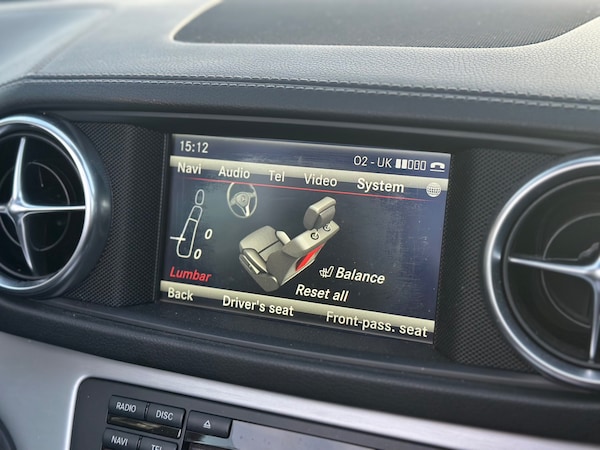 15:12 O2 - UK
Navi Audio Tel Video System
0
0
Lumbar
Balance
Reset all
Back Driver's seat Front-pass. seat
RADIO DISC
NAVI TEL